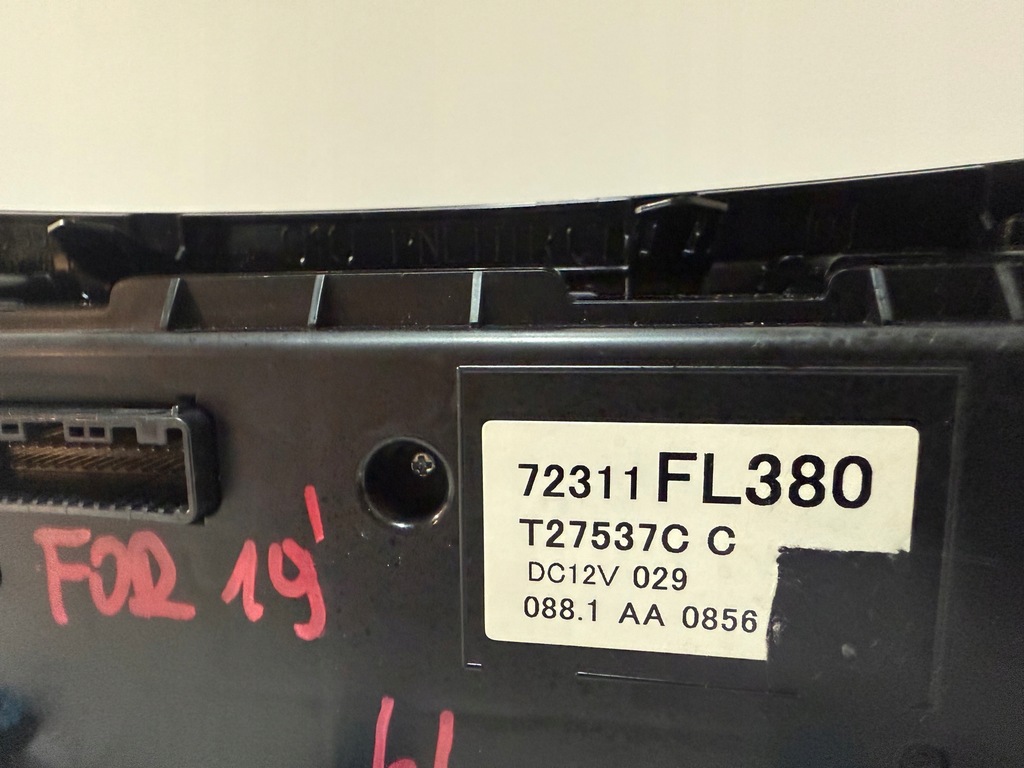 72311 FL380
T27537C C
DC12V 029
088.1 AA 0856
FOR 19'